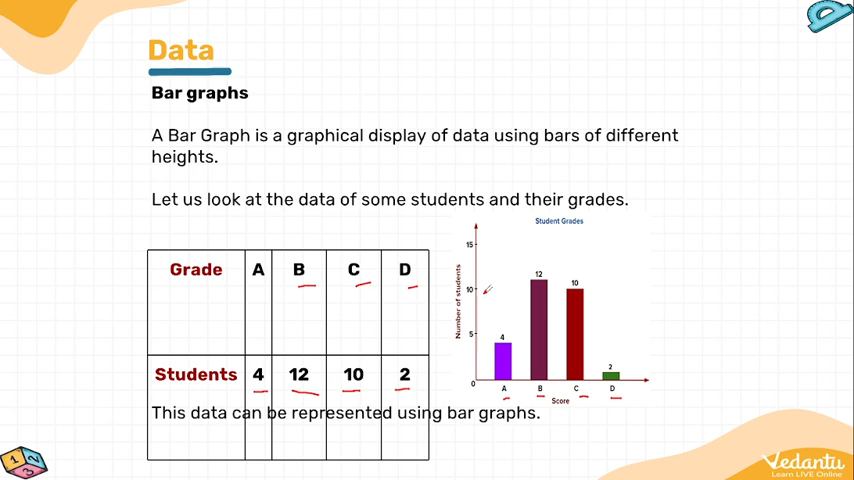 Data
Bar graphs
A Bar Graph is a graphical display of data using bars of different
heights.
Let us look at the data of some students and their grades.
Grade A B C D
Students 4 12 10 2
This data can be represented using bar graphs.
Student Grades
Number of students
15
10
5
0
4
12
10
2
A B C D
Score
1 2 3
Vedantu
Learn LIVE Online